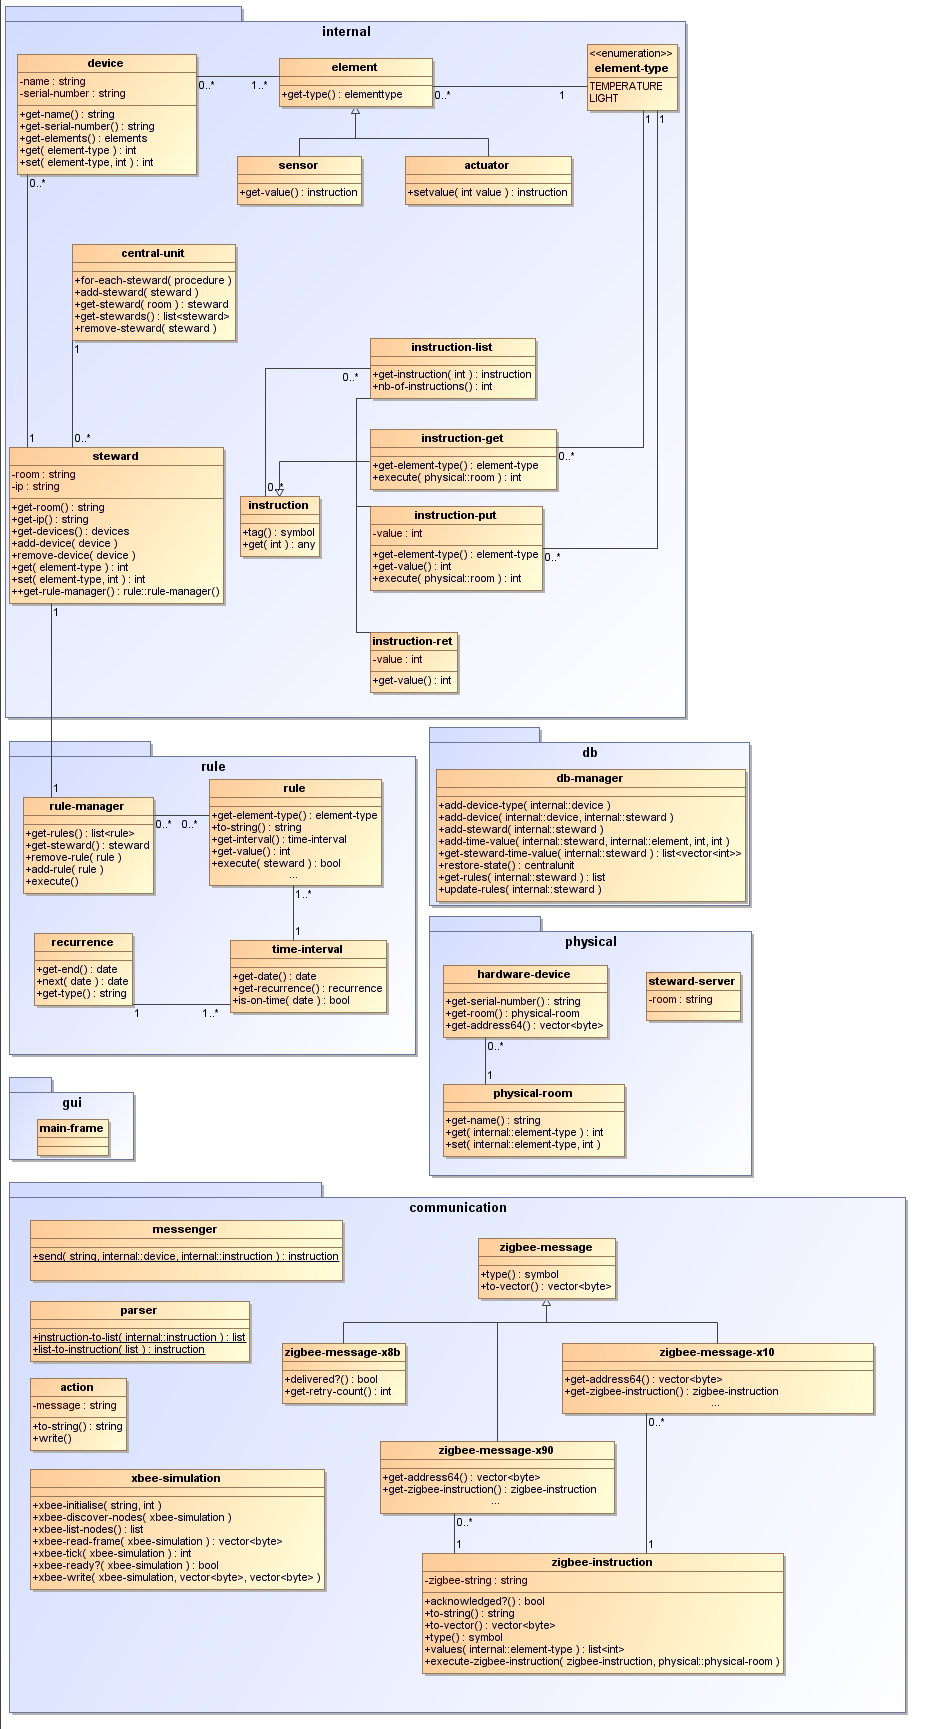 internal
device
-name : string
-serial-number : string
+get-name() : string
+get-serial-number() : string
+get-elements() : elements
+get( element-type ) : int
+set( element-type, int ) : int
0..*
1..*
element
+get-type() : elementtype
0..*
1
<<enumeration>>
element-type
TEMPERATURE
LIGHT
1
1
sensor
+get-value() : instruction
actuator
+setvalue( int value ) : instruction
0..*
central-unit
+for-each-steward( procedure )
+add-steward( steward )
+get-steward( room ) : steward
+get-stewards() : list<steward>
+remove-steward( steward )
1
1
0..*
instruction-list
+get-instruction( int ) : instruction
+nb-of-instructions() : int
0..*
instruction-get
+get-element-type() : element-type
+execute( physical::room ) : int
0..*
0..*
instruction
+tag() : symbol
+get( int ) : any
instruction-put
-value : int
+get-element-type() : element-type
+get-value() : int
+execute( physical::room ) : int
0..*
instruction-ret
-value : int
+get-value() : int
steward
-room : string
-ip : string
+get-room() : string
+get-ip() : string
+get-devices() : devices
+add-device( device )
+remove-device( device )
+get( element-type ) : int
+set( element-type, int ) : int
++get-rule-manager() : rule::rule-manager()
1
rule
1
rule-manager
+get-rules() : list<rule>
+get-steward() : steward
+remove-rule( rule )
+add-rule( rule )
+execute()
0..*
0..*
rule
+get-element-type() : element-type
+to-string() : string
+get-interval() : time-interval
+get-value() : int
+execute( steward ) : bool
...
1..*
1
recurrence
+get-end() : date
+next( date ) : date
+get-type() : string
1
1..*
time-interval
+get-date() : date
+get-recurrence() : recurrence
+is-on-time( date ) : bool
db
db-manager
+add-device-type( internal::device )
+add-device( internal::device, internal::steward )
+add-steward( internal::steward )
+add-time-value( internal::steward, internal::element, int, int )
+get-steward-time-value( internal::steward ) : list<vector<int>>
+restore-state() : centralunit
+get-rules( internal::steward ) : list
+update-rules( internal::steward )
physical
hardware-device
+get-serial-number() : string
+get-room() : physical-room
+get-address64() : vector<byte>
0..*
1
steward-server
-room : string
physical-room
+get-name() : string
+get( internal::element-type ) : int
+set( internal::element-type, int )
gui
main-frame
communication
messenger
+send( string, internal::device, internal::instruction ) : instruction
parser
+instruction-to-list( internal::instruction ) : list
+list-to-instruction( list ) : instruction
action
-message : string
+to-string() : string
+write()
xbee-simulation
+xbee-initialise( string, int )
+xbee-discover-nodes( xbee-simulation )
+xbee-list-nodes() : list
+xbee-read-frame( xbee-simulation ) : vector<byte>
+xbee-tick( xbee-simulation ) : int
+xbee-ready?( xbee-simulation ) : bool
+xbee-write( xbee-simulation, vector<byte>, vector<byte> )
zigbee-message
+type() : symbol
+to-vector() : vector<byte>
zigbee-message-x8b
+delivered?() : bool
+get-retry-count() : int
zigbee-message-x10
+get-address64() : vector<byte>
+get-zigbee-instruction() : zigbee-instruction
...
0..*
1
zigbee-message-x90
+get-address64() : vector<byte>
+get-zigbee-instruction() : zigbee-instruction
...
0..*
1
zigbee-instruction
-zigbee-string : string
+acknowledged?() : bool
+to-string() : string
+to-vector() : vector<byte>
+type() : symbol
+values( internal::element-type ) : list<int>
+execute-zigbee-instruction( zigbee-instruction, physical::physical-room )